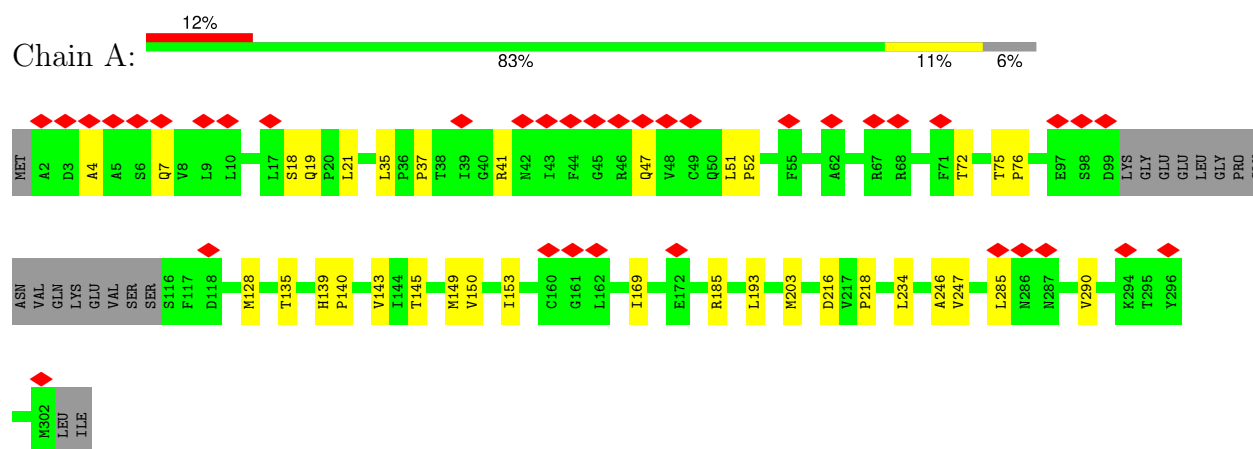 12%
Chain A:
83% 11% 6%
MET A2 D3 A4 A5 S6 Q7 V8 L9 L10 L17 S18 Q19 P20 L21 L35 P36 P37 T38 I39 G40 R41 N42 I43 F44 G45 R46 Q47 V48 C49 Q50 L51 P52 F55 A62 R67 R68 F71 T72 T75 P76 E97 S98 D99 LYS GLY GLU GLU GLU LEU GLY PRO
ASN VAL GLN LYS GLU VAL SER SER S116 F117 D118 M128 T135 H139 P140 V143 I144 T145 M149 V150 I153 C160 G161 L162 I169 E172 R185 L193 M203 D216 V217 P218 L234 A246 V247 L285 N286 N287 V290 K294 T295 Y296
M302 LEU ILE